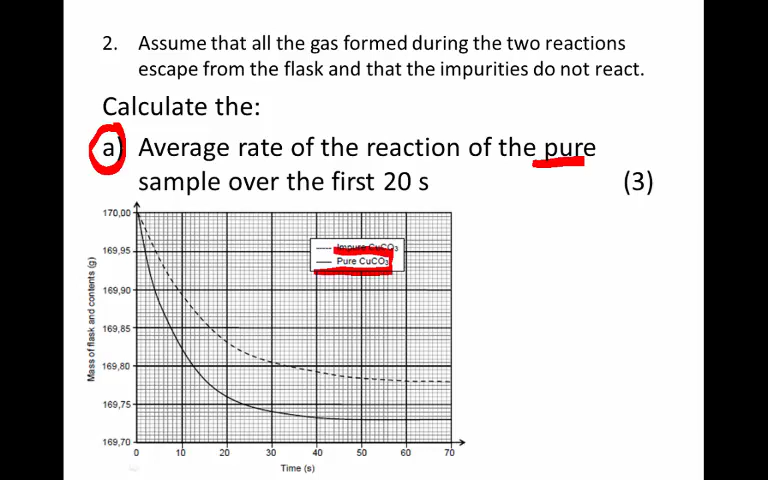 2. Assume that all the gas formed during the two reactions
escape from the flask and that the impurities do not react.
Calculate the:
a) Average rate of the reaction of the pure
sample over the first 20 s (3)
170,00
169,95
169,90
169,85
169,80
169,75
169,70
Mass of flask and contents (g)
Impure CuCO₃
Pure CuCO₃
0 10 20 30 40 50 60 70
Time (s)